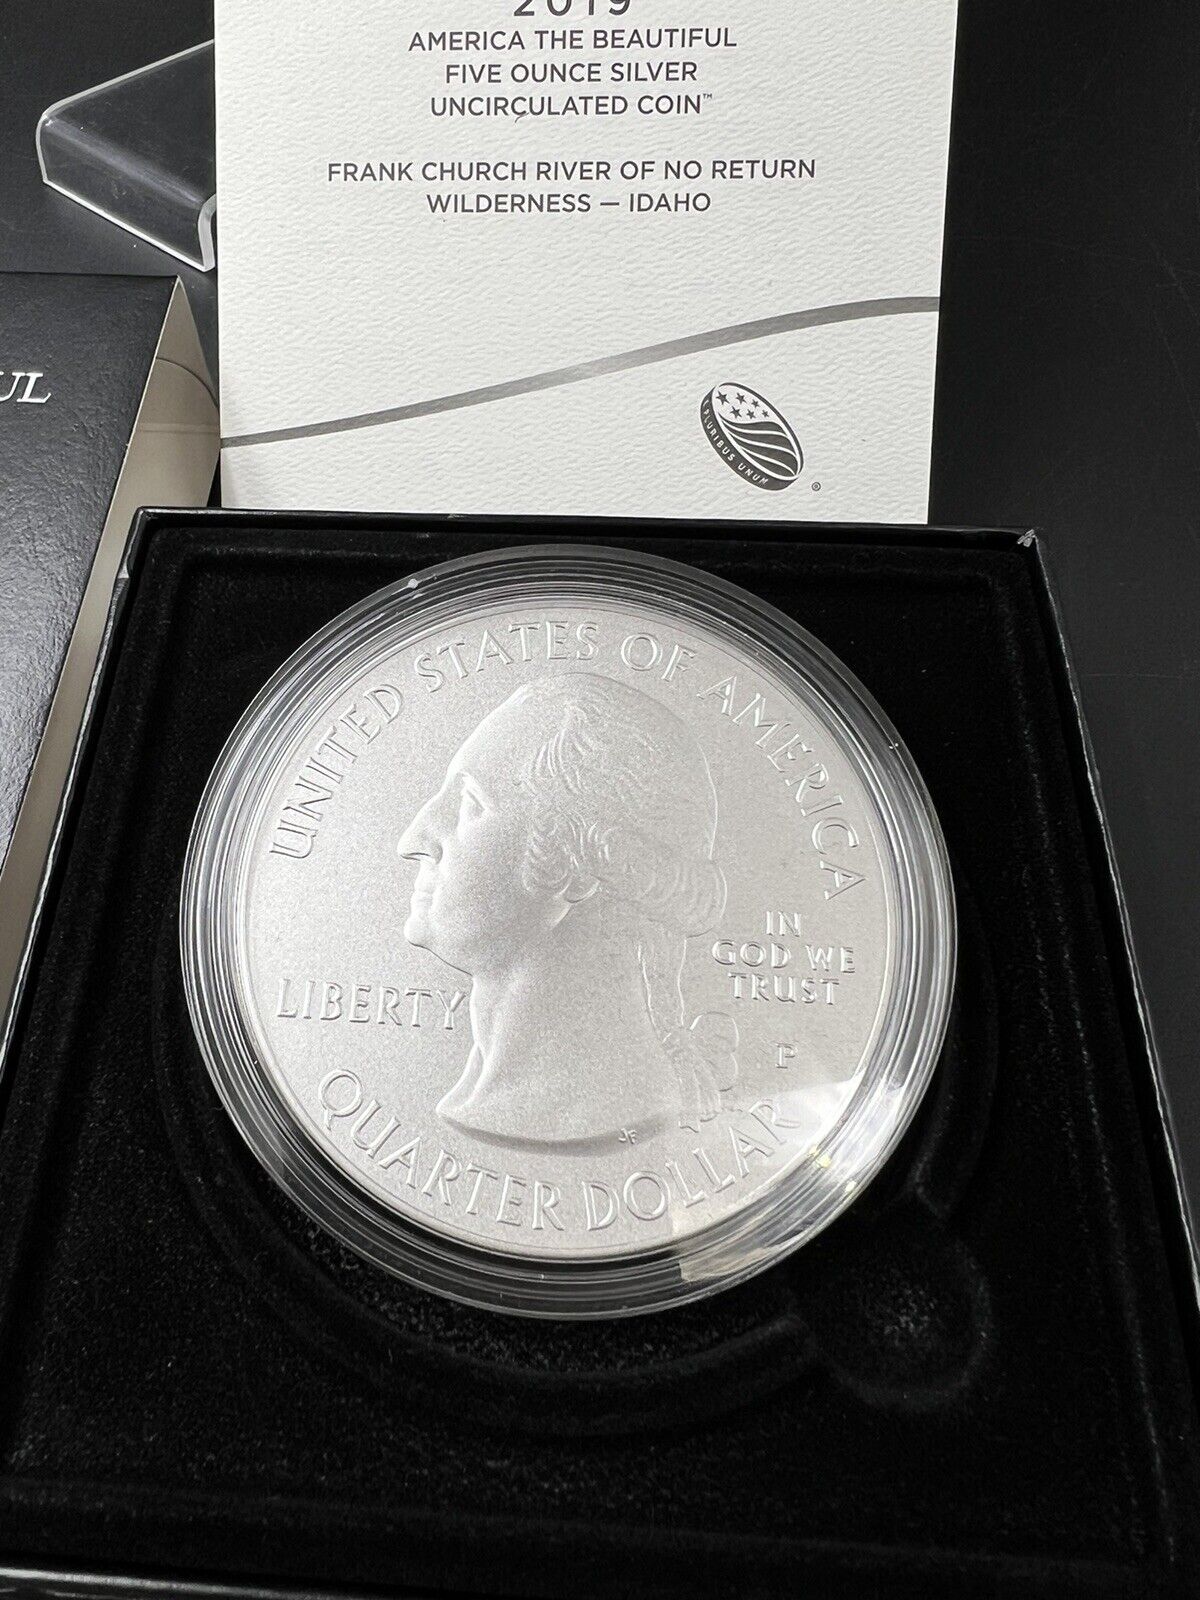 2019
AMERICA THE BEAUTIFUL
FIVE OUNCE SILVER
UNCIRCULATED COIN™
FRANK CHURCH RIVER OF NO RETURN
WILDERNESS — IDAHO
E PLURIBUS UNUM
®
UL
UNITED STATES OF AMERICA
LIBERTY
IN
GOD WE
TRUST
P
JF
QUARTER DOLLAR